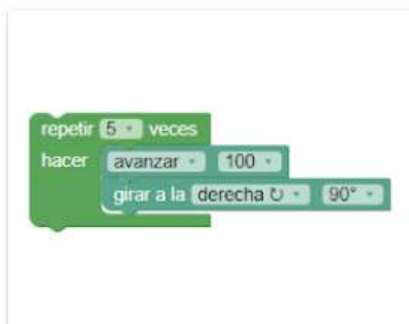 repetir 5 veces
hacer avanzar 100
girar a la derecha ↻ 90°